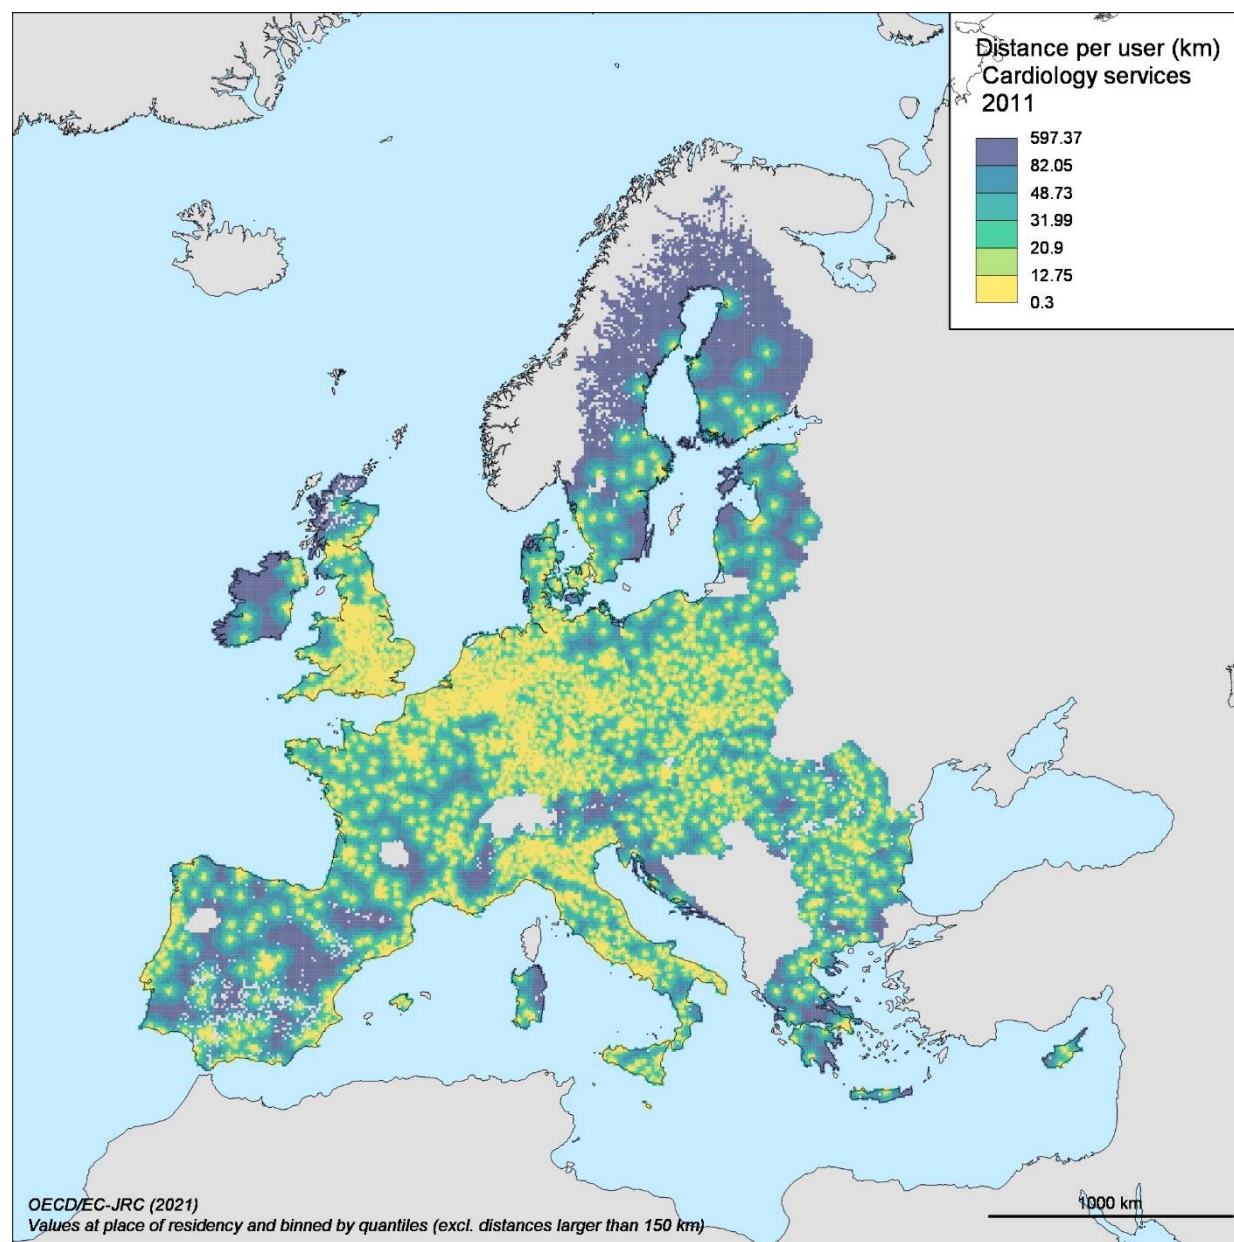 Distance per user (km)
Cardiology services
2011
597.37
82.05
48.73
31.99
20.9
12.75
0.3
1000 km
OECD/EC-JRC (2021)
Values at place of residency and binned by quantiles (excl. distances larger than 150 km)